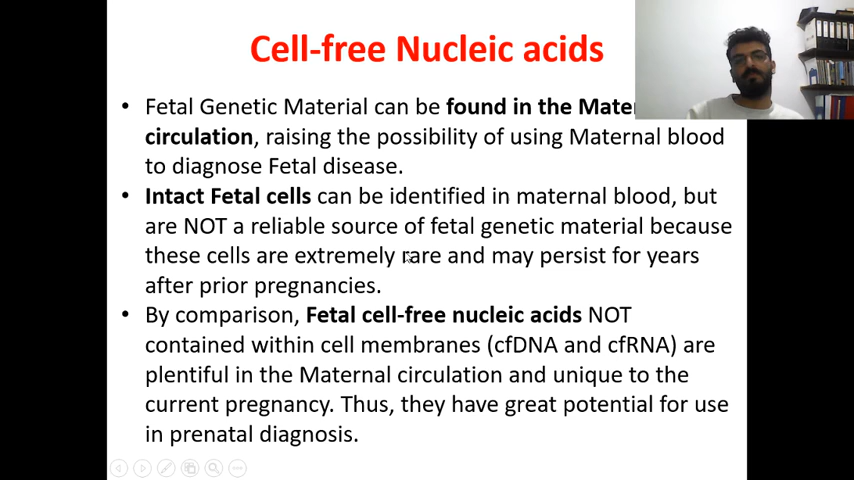 Cell-free Nucleic acids
• Fetal Genetic Material can be found in the
circulation, raising the possibility of using Maternal blood
to diagnose Fetal disease.
• Intact Fetal cells can be identified in maternal blood, but
are NOT a reliable source of fetal genetic material because
these cells are extremely rare and may persist for years
after prior pregnancies.
• By comparison, Fetal cell-free nucleic acids NOT
contained within cell membranes (cfDNA and cfRNA) are
plentiful in the Maternal circulation and unique to the
current pregnancy. Thus, they have great potential for use
in prenatal diagnosis.